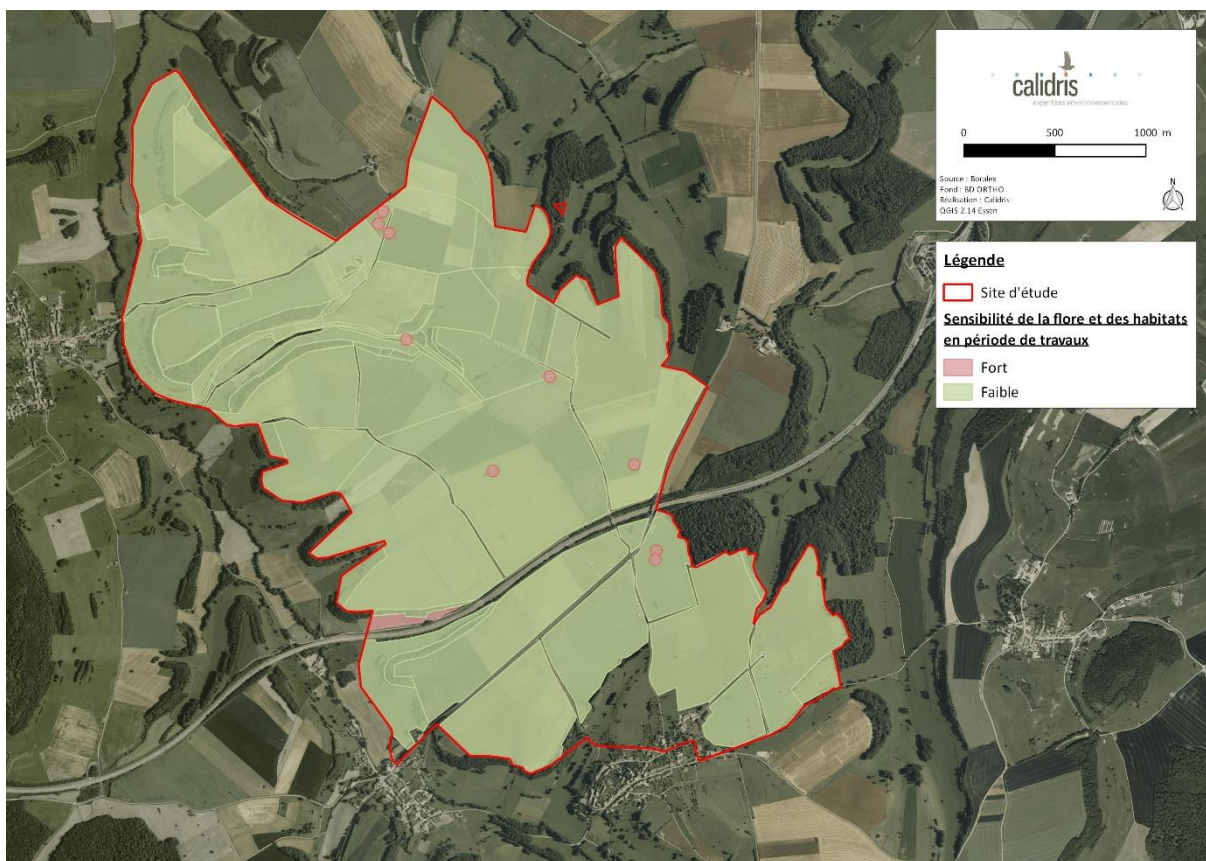 calidris
expertises environnementales
0 500 1000 m
Source : Boralex
Fond : BD ORTHO
Réalisation : Calidris
QGIS 2.14 Essen
N
Légende
Site d'étude
Sensibilité de la flore et des habitats
en période de travaux
Fort
Faible